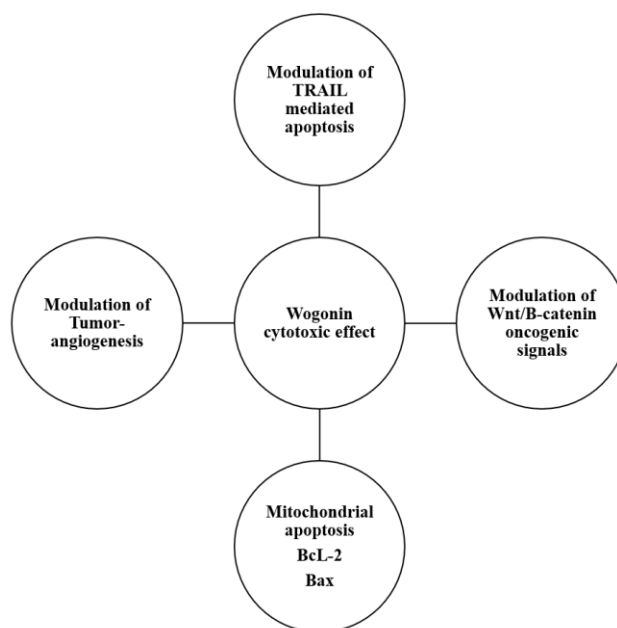 Modulation of
TRAIL
mediated
apoptosis
Modulation of
Tumor-
angiogenesis
Wogonin
cytotoxic effect
Modulation of
Wnt/B-catenin
oncogenic
signals
Mitochondrial
apoptosis
BcL-2
Bax